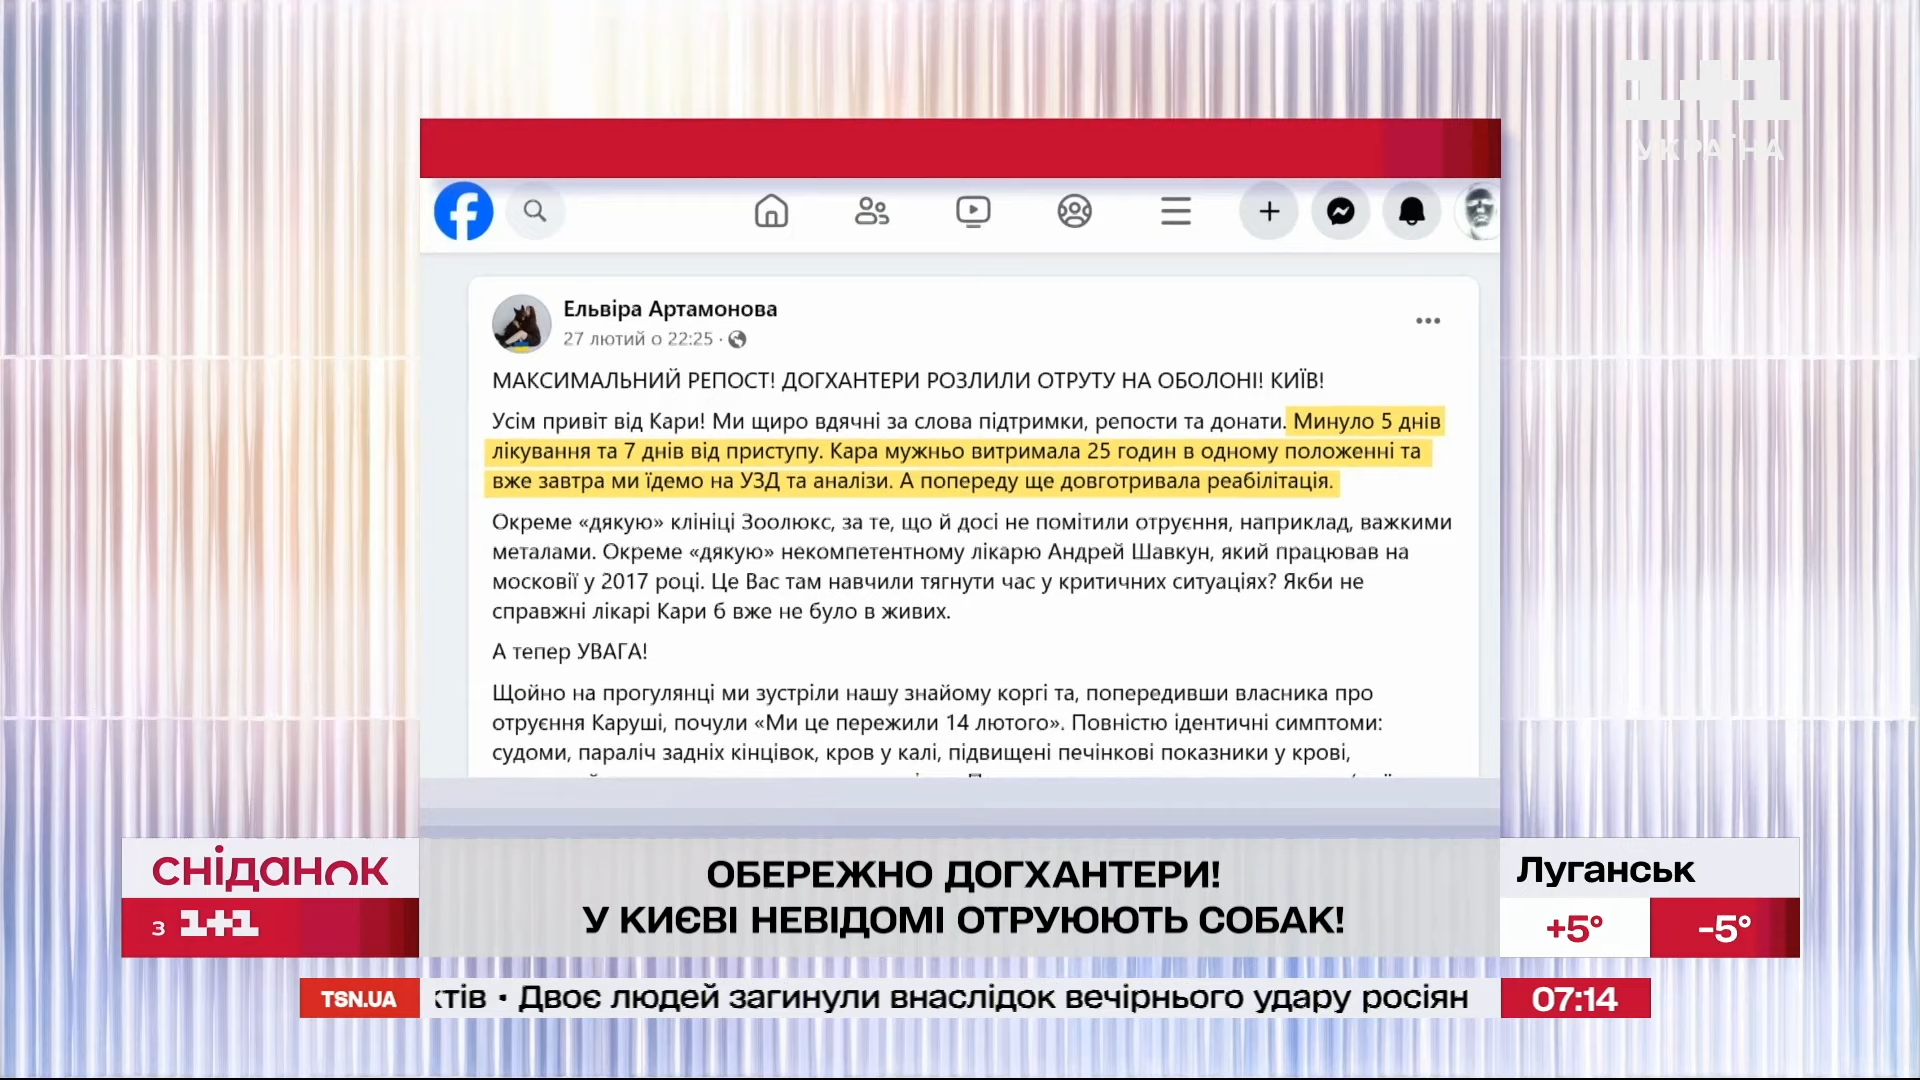 1+1
УКРАЇНА
Ельвіра Артамонова
27 лютий о 22:25 ·
МАКСИМАЛЬНИЙ РЕПОСТ! ДОГХАНТЕРИ РОЗЛИЛИ ОТРУТУ НА ОБОЛОНІ! КИЇВ!
Усім привіт від Кари! Ми щиро вдячні за слова підтримки, репости та донати. Минуло 5 днів
лікування та 7 днів від приступу. Кара мужньо витримала 25 годин в одному положенні та
вже завтра ми їдемо на УЗД та анализи. А попереду ще довготривала реабілітація.
Окреме «дякую» клініці Зоолюкс, за те, що й досі не помітили отруєння, наприклад, важкими
металами. Окреме «дякую» некомпетентному лікарю Андрей Шавкун, який працював на
московії у 2017 році. Це Вас там навчили тягнути час у критичних ситуаціях? Якби не
справжні лікарі Кари б вже не було в живих.
А тепер УВАГА!
Щойно на прогулянці ми зустріли нашу знайому коргі та, попередивши власника про
отруєння Каруші, почули «Ми це пережили 14 лютого». Повністю ідентичні симптоми:
судоми, параліч задніх кінцівок, кров у калі, підвищені печінкові показники у крові,
СНІДАНОК
З 1+1
ОБЕРЕЖНО ДОГХАНТЕРИ!
У КИЄВІ НЕВІДОМІ ОТРУЮЮТЬ СОБАК!
Луганськ
+5° -5°
TSN.UA ктів • Двоє людей загинули внаслідок вечірнього удару росіян 07:14